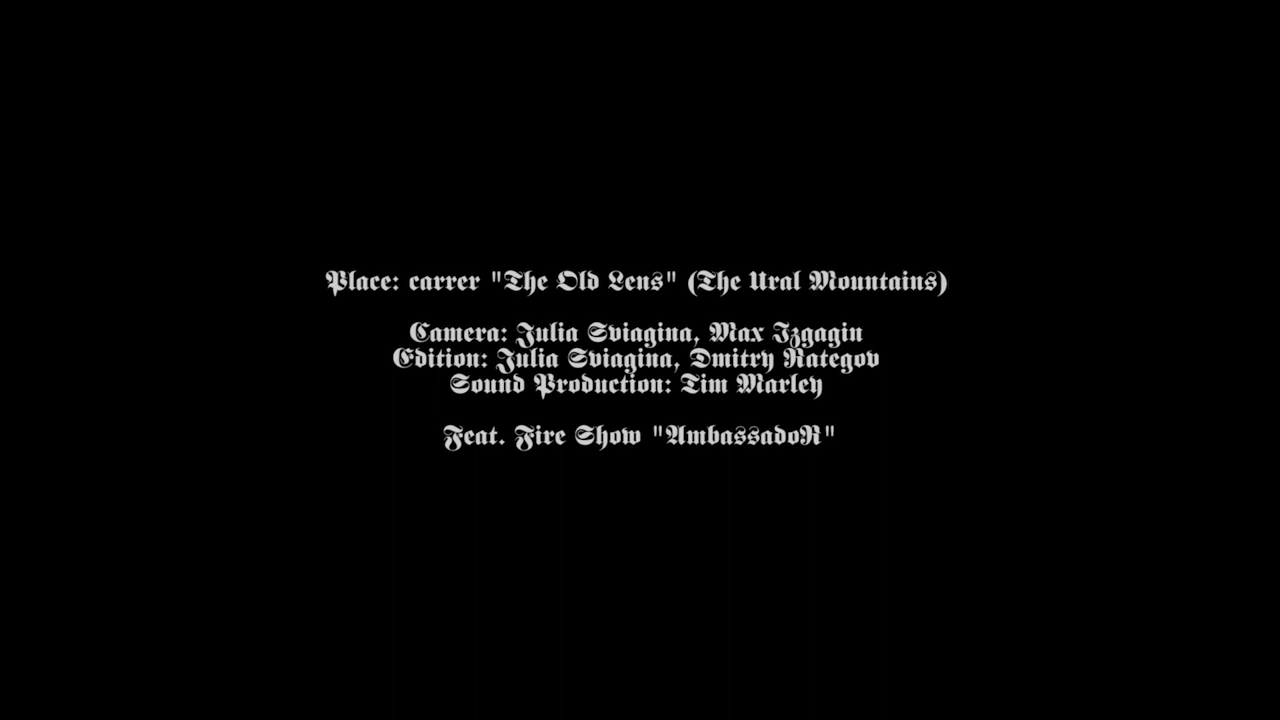 Place: carrer "The Old Lens" (The Ural Mountains)
Camera: Julia Sviagina, Max Izgagin
Edition: Julia Sviagina, Dmitry Rategov
Sound Production: Tim Marley
Feat. Fire Show "AmbassadoR"